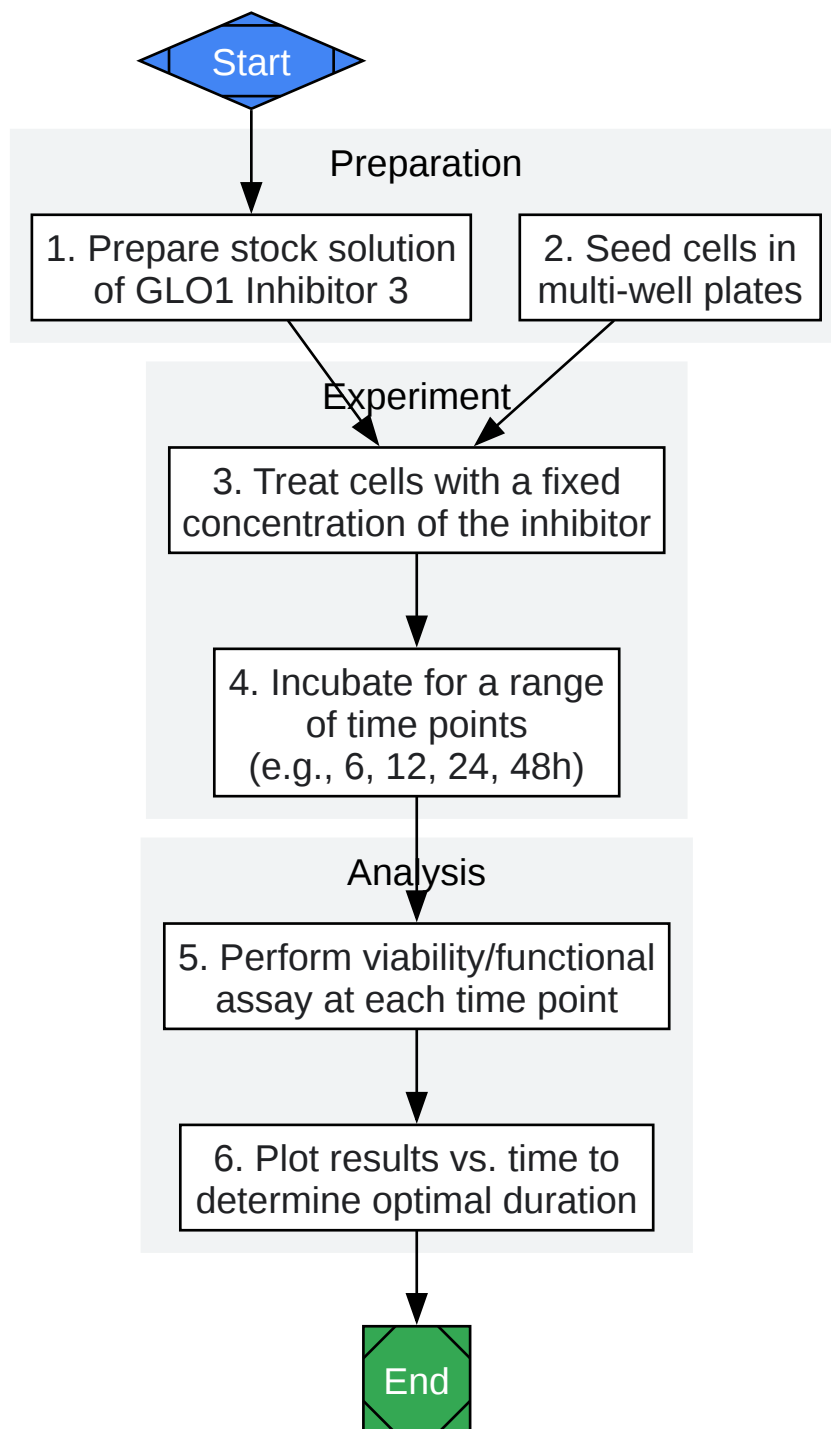 Start
Preparation
1. Prepare stock solution
of GLO1 Inhibitor 3
2. Seed cells in
multi-well plates
Experiment
3. Treat cells with a fixed
concentration of the inhibitor
4. Incubate for a range
of time points
(e.g., 6, 12, 24, 48h)
Analysis
5. Perform viability/functional
assay at each time point
6. Plot results vs. time to
determine optimal duration
End